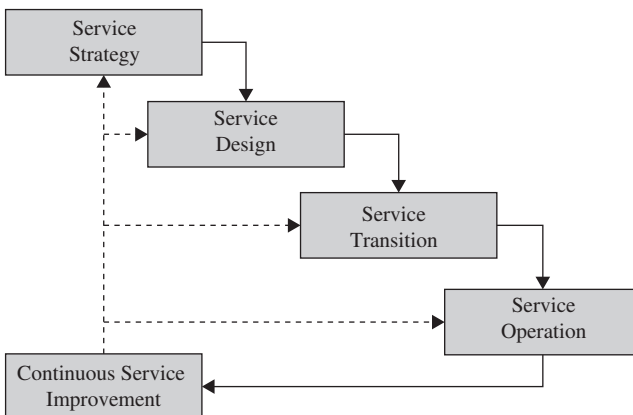 Service
Strategy
Service
Design
Service
Transition
Service
Operation
Continuous Service
Improvement